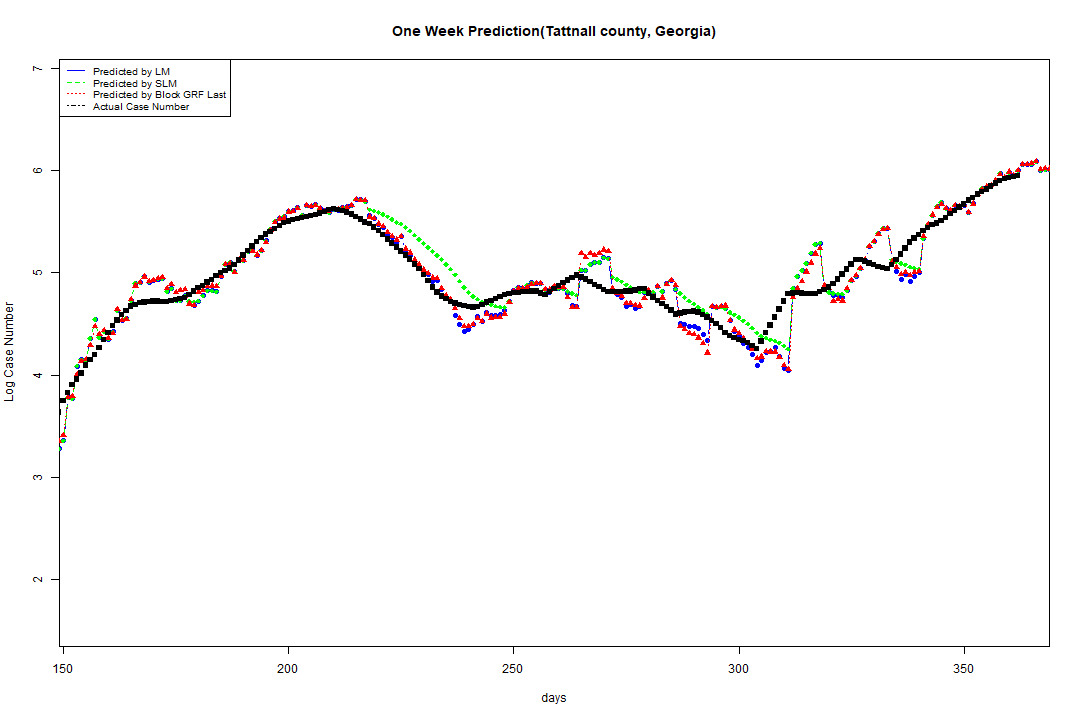 One Week Prediction(Tattnall county, Georgia)
Predicted by LM
Predicted by SLM
Predicted by Block GRF Last
Actual Case Number
7
6
5
4
3
2
Log Case Number
150 200 250 300 350
days